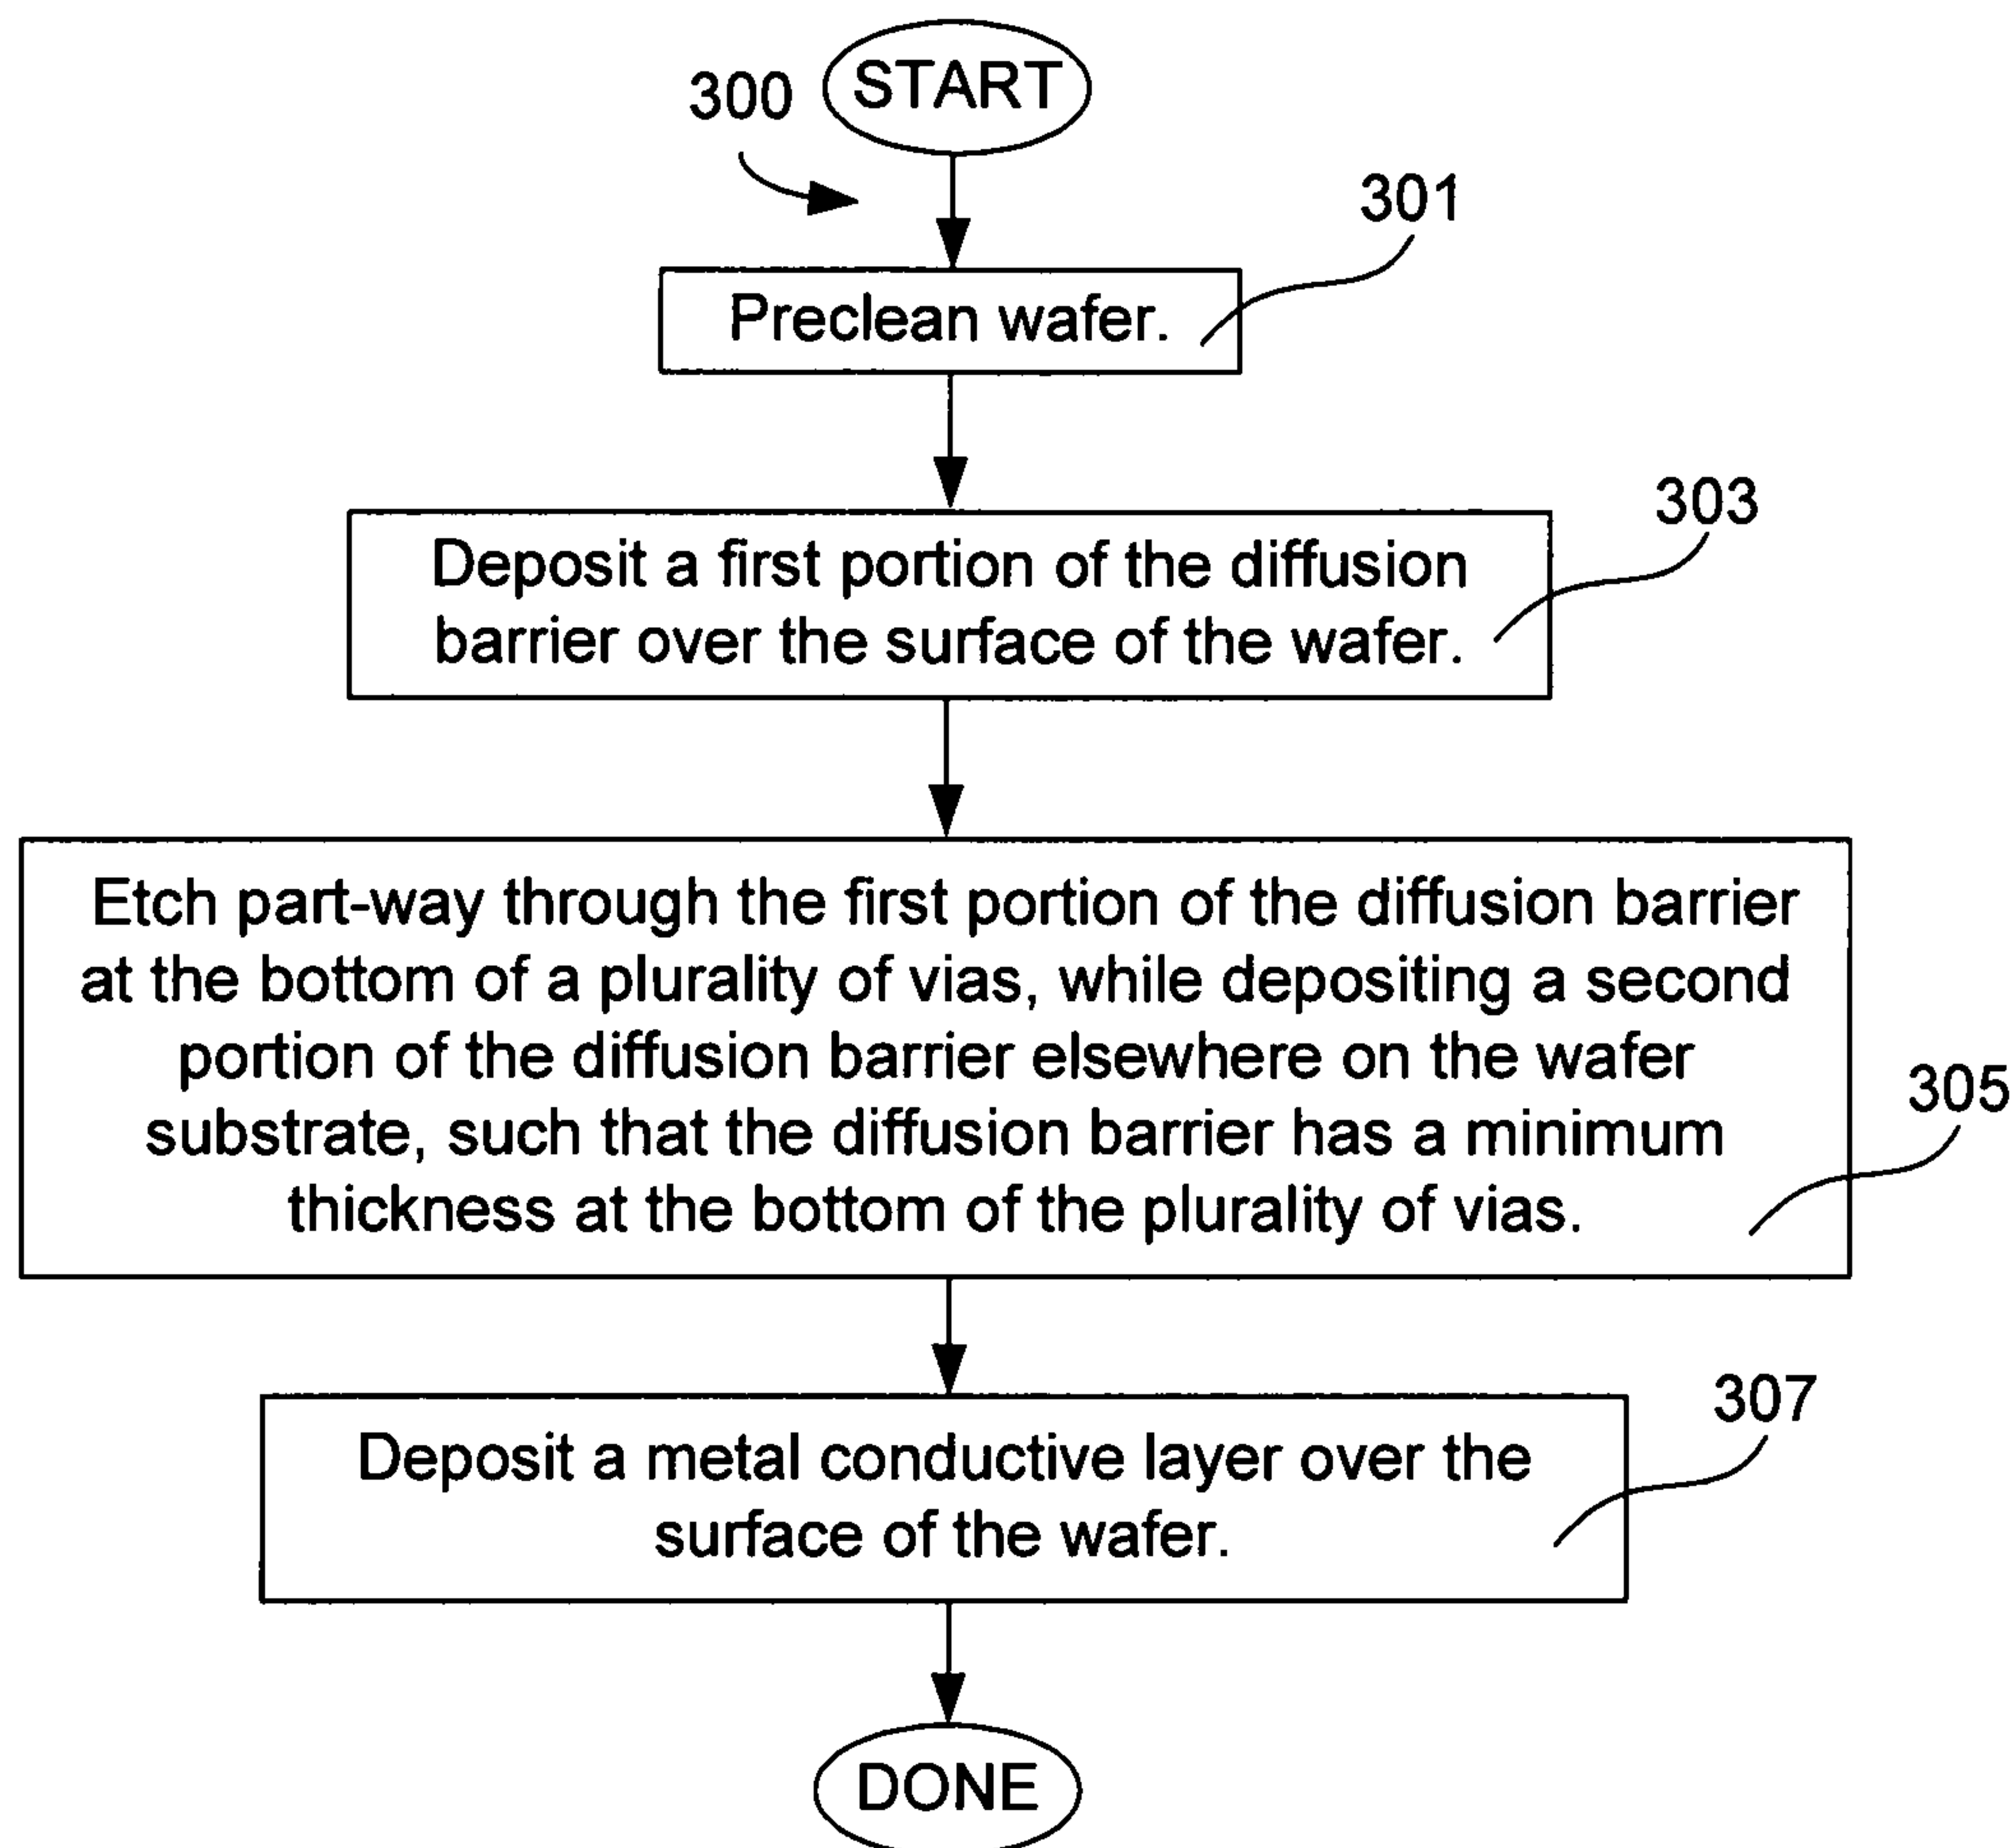 START
300
301
Preclean wafer.
303
Deposit a first portion of the diffusion
barrier over the surface of the wafer.
Etch part-way through the first portion of the diffusion barrier
at the bottom of a plurality of vias, while depositing a second
portion of the diffusion barrier elsewhere on the wafer
substrate, such that the diffusion barrier has a minimum
thickness at the bottom of the plurality of vias.
305
307
Deposit a metal conductive layer over the
surface of the wafer.
DONE